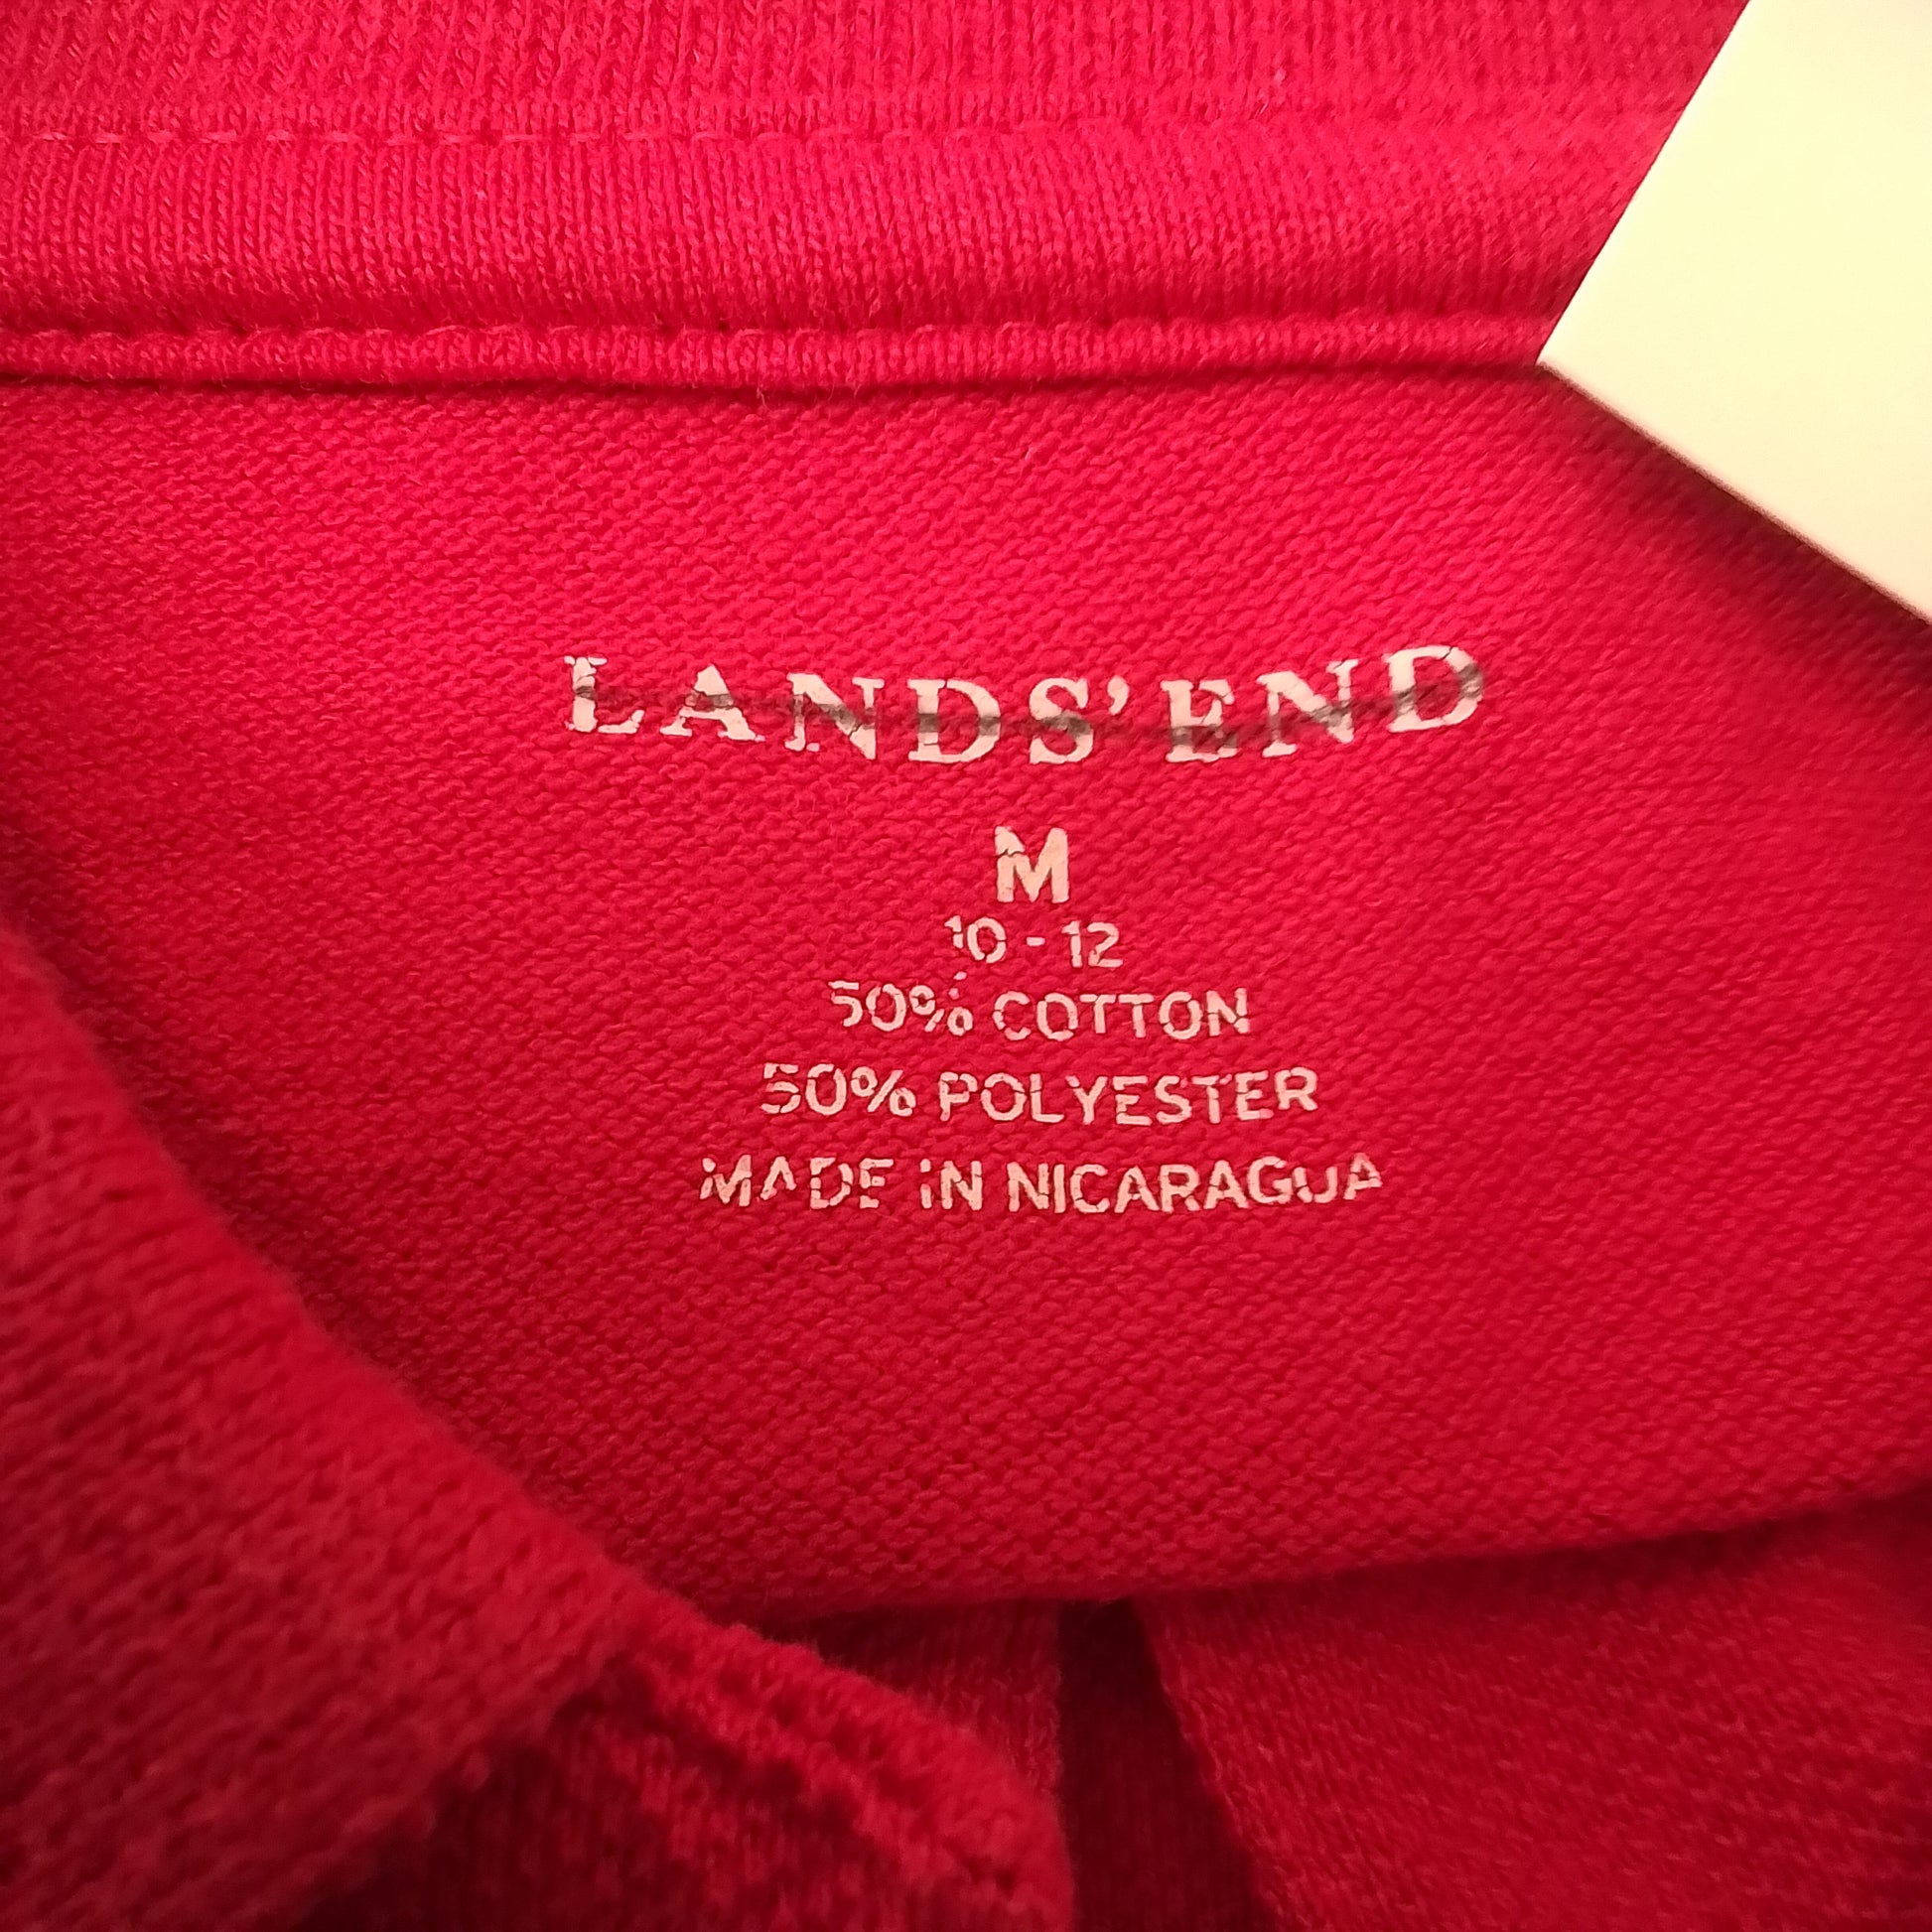 LANDS' END
M
10 - 12
50% COTTON
50% POLYESTER
MADE IN NICARAGUA